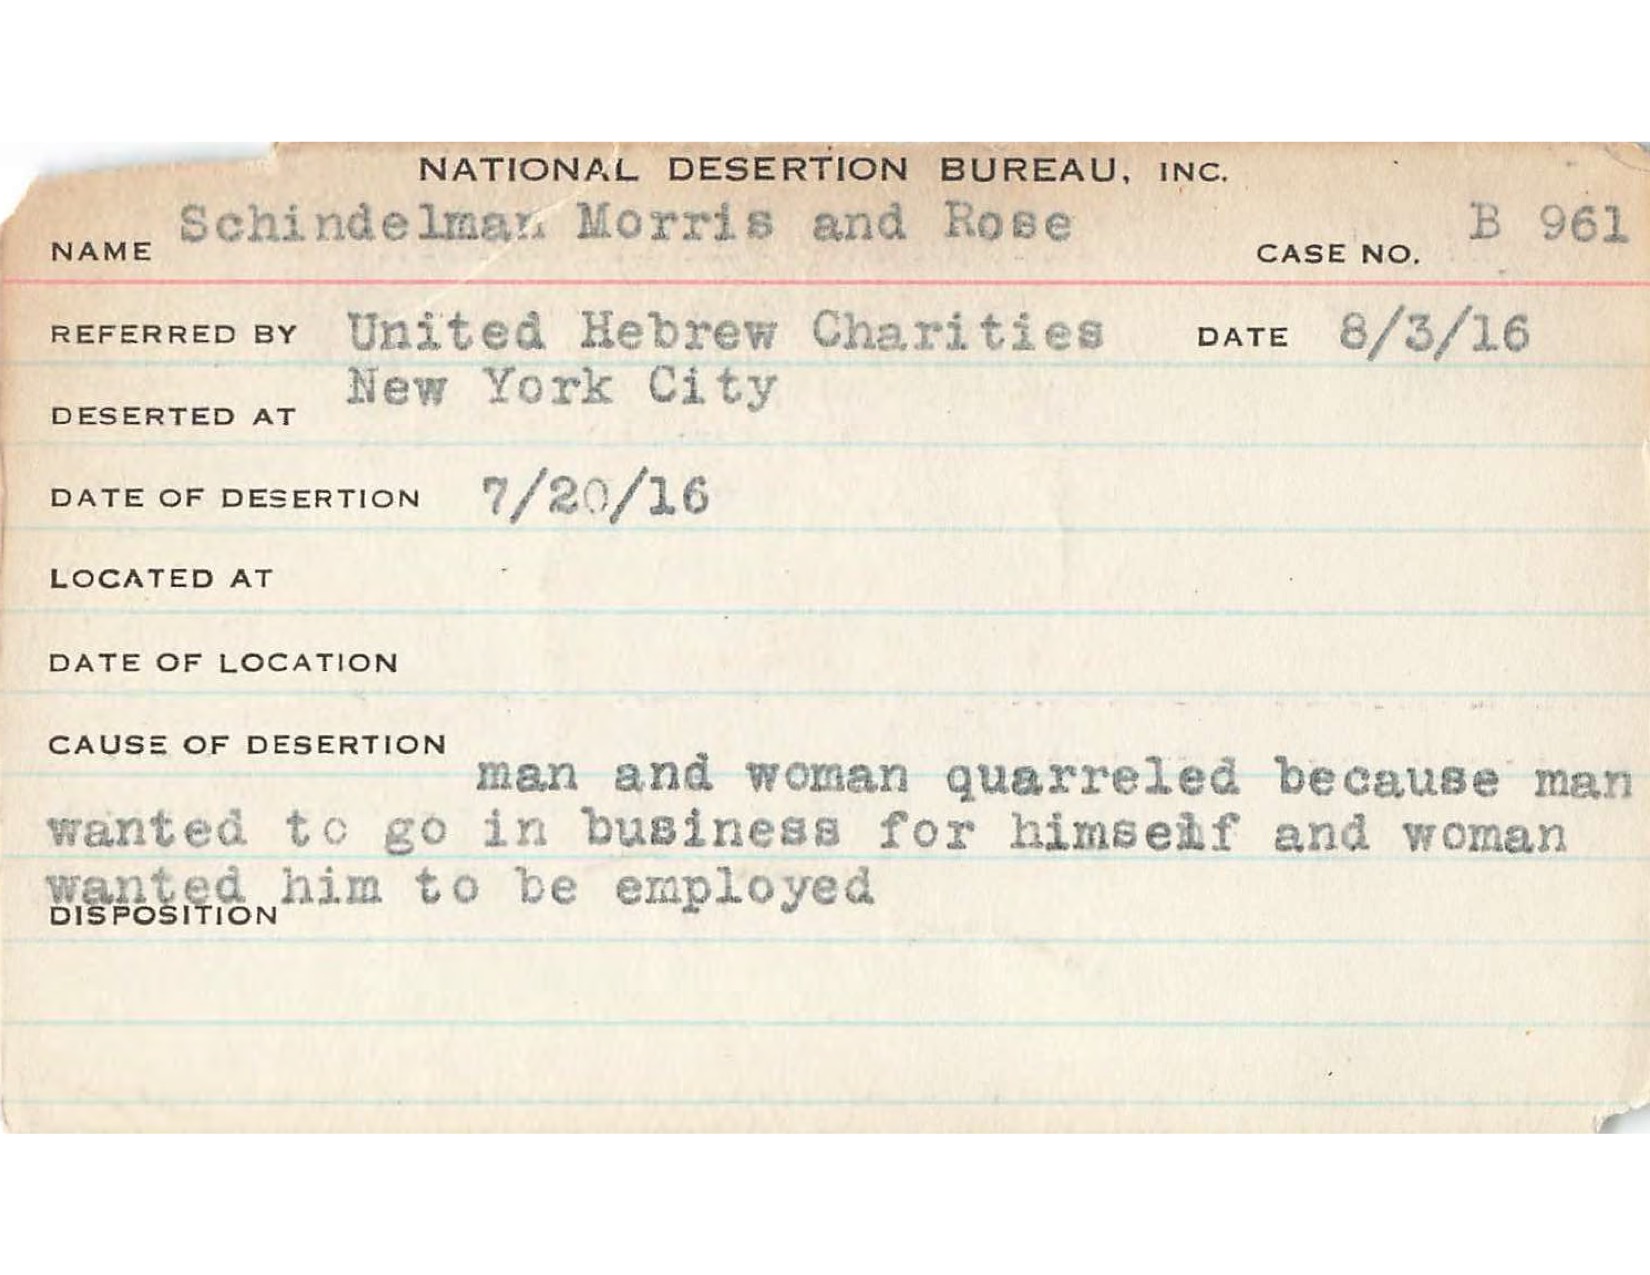 NATIONAL DESERTION BUREAU, INC.
NAME Schindelman Morris and Rose CASE NO. B 961
REFERRED BY United Hebrew Charities DATE 8/3/16
DESERTED AT New York City
DATE OF DESERTION 7/20/16
LOCATED AT
DATE OF LOCATION
CAUSE OF DESERTION
man and woman quarreled because man
wanted to go in business for himself and woman
wanted him to be employed
DISPOSITION